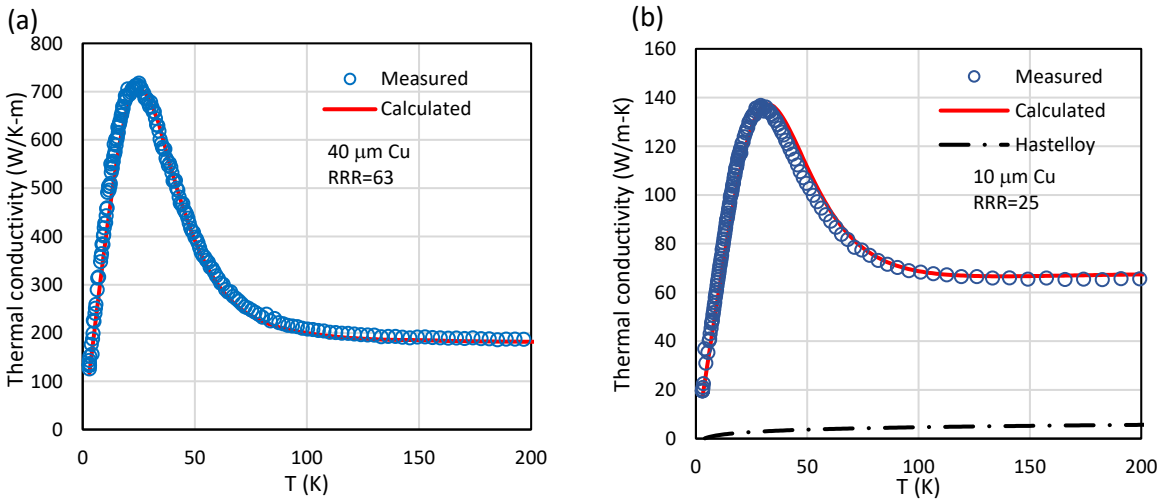 (a)
Thermal conductivity (W/K-m)
800
700
600
500
400
300
200
100
0
0 50 100 150 200
T (K)
Measured
Calculated
40 μm Cu
RRR=63
(b)
Thermal conductivity (W/m-K)
160
140
120
100
80
60
40
20
0
0 50 100 150 200
T (K)
Measured
Calculated
Hastelloy
10 μm Cu
RRR=25